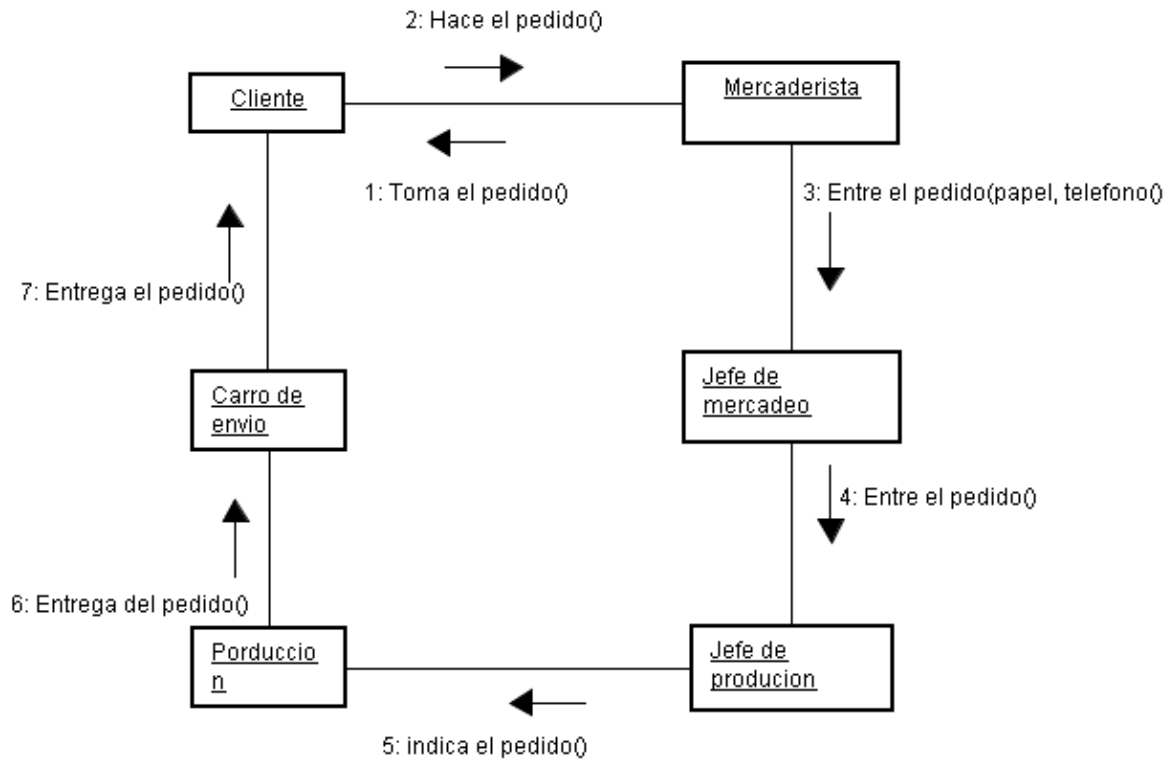 2: Hace el pedido()
Cliente
Mercaderista
1: Toma el pedido()
3: Entre el pedido(papel, telefono()
7: Entrega el pedido()
Carro de
envio
Jefe de
mercadeo
4: Entre el pedido()
6: Entrega del pedido()
Porduccio
n
Jefe de
producion
5: indica el pedido()